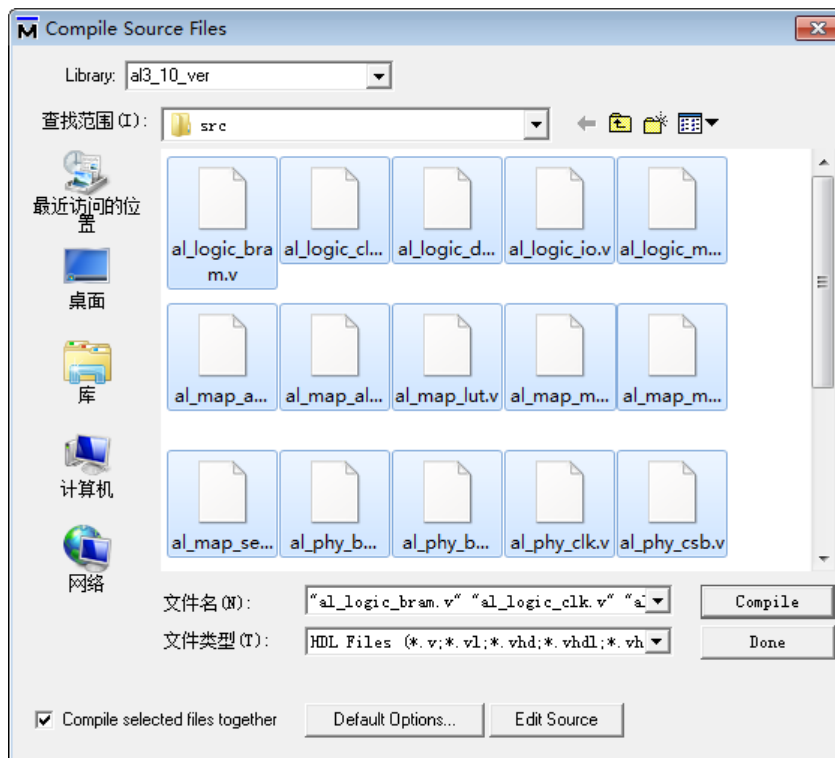 Compile Source Files
Library: al3_10_ver
查找范围(I): src
最近访问的位
置
桌面
库
计算机
网络
al_logic_bra
m.v
al_logic_cl...
al_logic_d...
al_logic_io.v
al_logic_m...
al_map_a...
al_map_al...
al_map_lut.v
al_map_m...
al_map_m...
al_map_se...
al_phy_b...
al_phy_b...
al_phy_clk.v
al_phy_csb.v
文件名(N): "al_logic_bram.v" "al_logic_clk.v" "al
Compile
文件类型(T): HDL Files (*.v;*.vl;*.vhd;*.vhdl;*.vh
Done
Compile selected files together
Default Options...
Edit Source